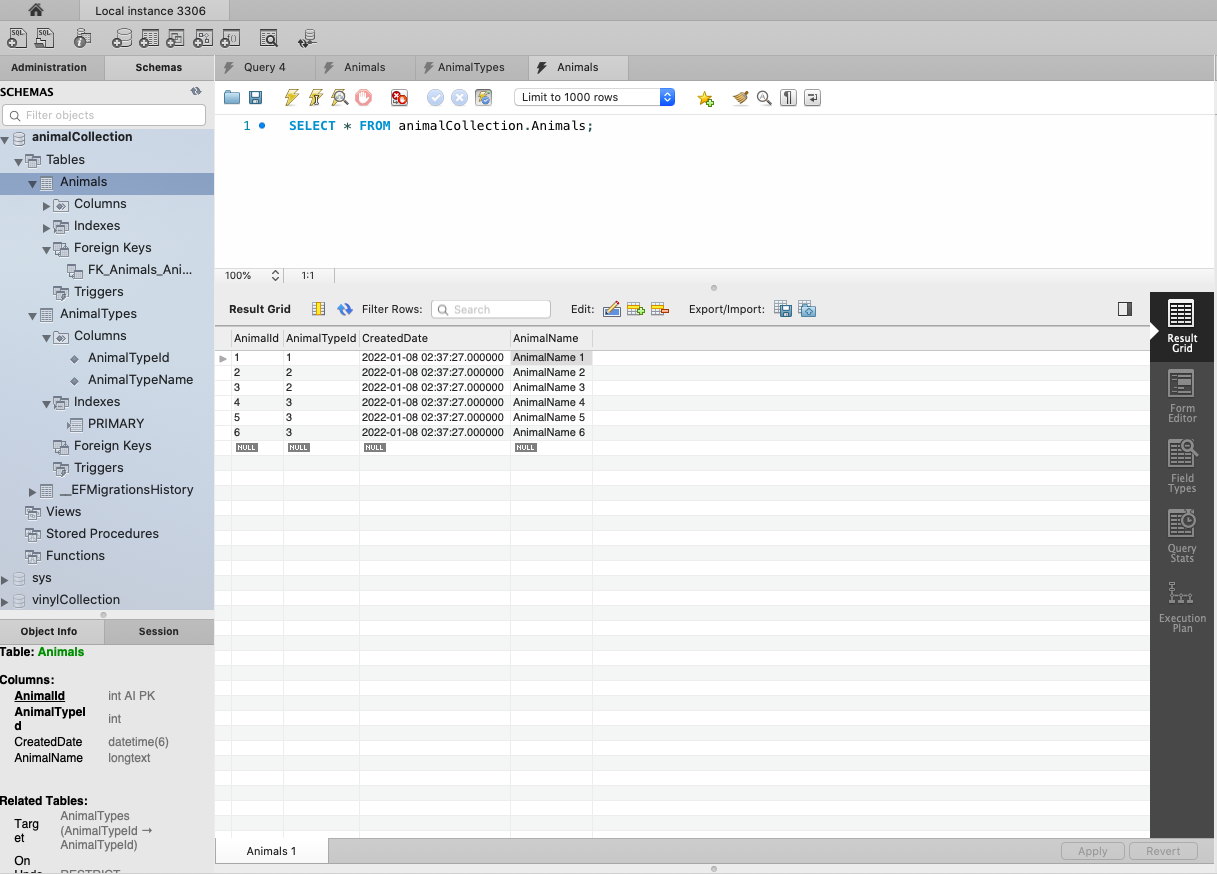 Local instance 3306
Administration Schemas
Query 4 Animals AnimalTypes Animals
SCHEMAS
Filter objects
Limit to 1000 rows
1 SELECT * FROM animalCollection.Animals;
animalCollection
Tables
Animals
Columns
Indexes
Foreign Keys
FK_Animals_Ani...
Triggers
AnimalTypes
Columns
AnimalTypeId
AnimalTypeName
Indexes
PRIMARY
Foreign Keys
Triggers
__EFMigrationsHistory
Views
Stored Procedures
Functions
sys
vinylCollection
100% 1:1
Result Grid Filter Rows: Search Edit: Export/Import:
AnimalId AnimalTypeId CreatedDate AnimalName
1 1 2022-01-08 02:37:27.000000 AnimalName 1
2 2 2022-01-08 02:37:27.000000 AnimalName 2
3 2 2022-01-08 02:37:27.000000 AnimalName 3
4 3 2022-01-08 02:37:27.000000 AnimalName 4
5 3 2022-01-08 02:37:27.000000 AnimalName 5
6 3 2022-01-08 02:37:27.000000 AnimalName 6
NULL NULL NULL NULL
Result
Grid
Form
Editor
Field
Types
Query
Stats
Execution
Plan
Object Info Session
Table: Animals
Columns:
AnimalId int AI PK
AnimalTypeI
d int
CreatedDate datetime(6)
AnimalName longtext
Related Tables:
Targ
et
AnimalTypes
(AnimalTypeId →
AnimalTypeId)
On
Animals 1 Apply Revert